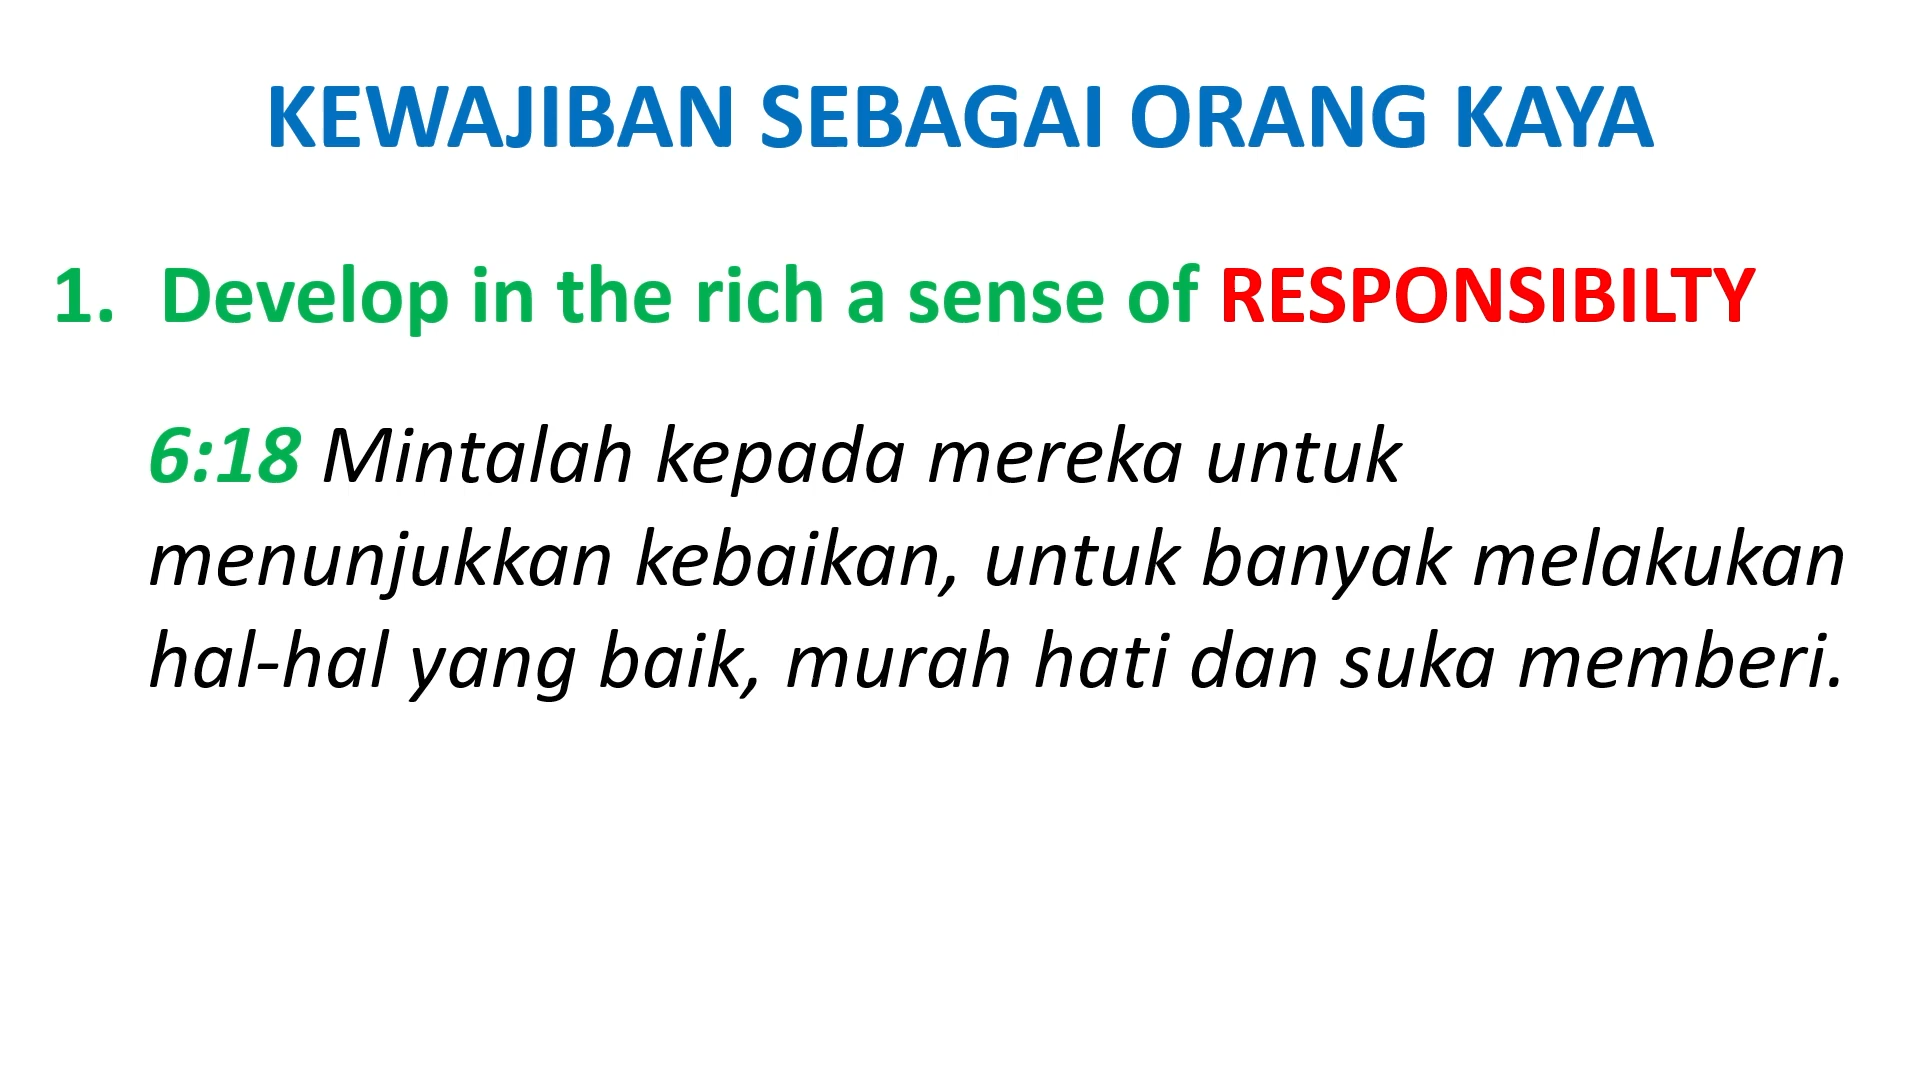 KEWAJIBAN SEBAGAI ORANG KAYA
1. Develop in the rich a sense of RESPONSIBILTY
6:18 Mintalah kepada mereka untuk
menunjukkan kebaikan, untuk banyak melakukan
hal-hal yang baik, murah hati dan suka memberi.